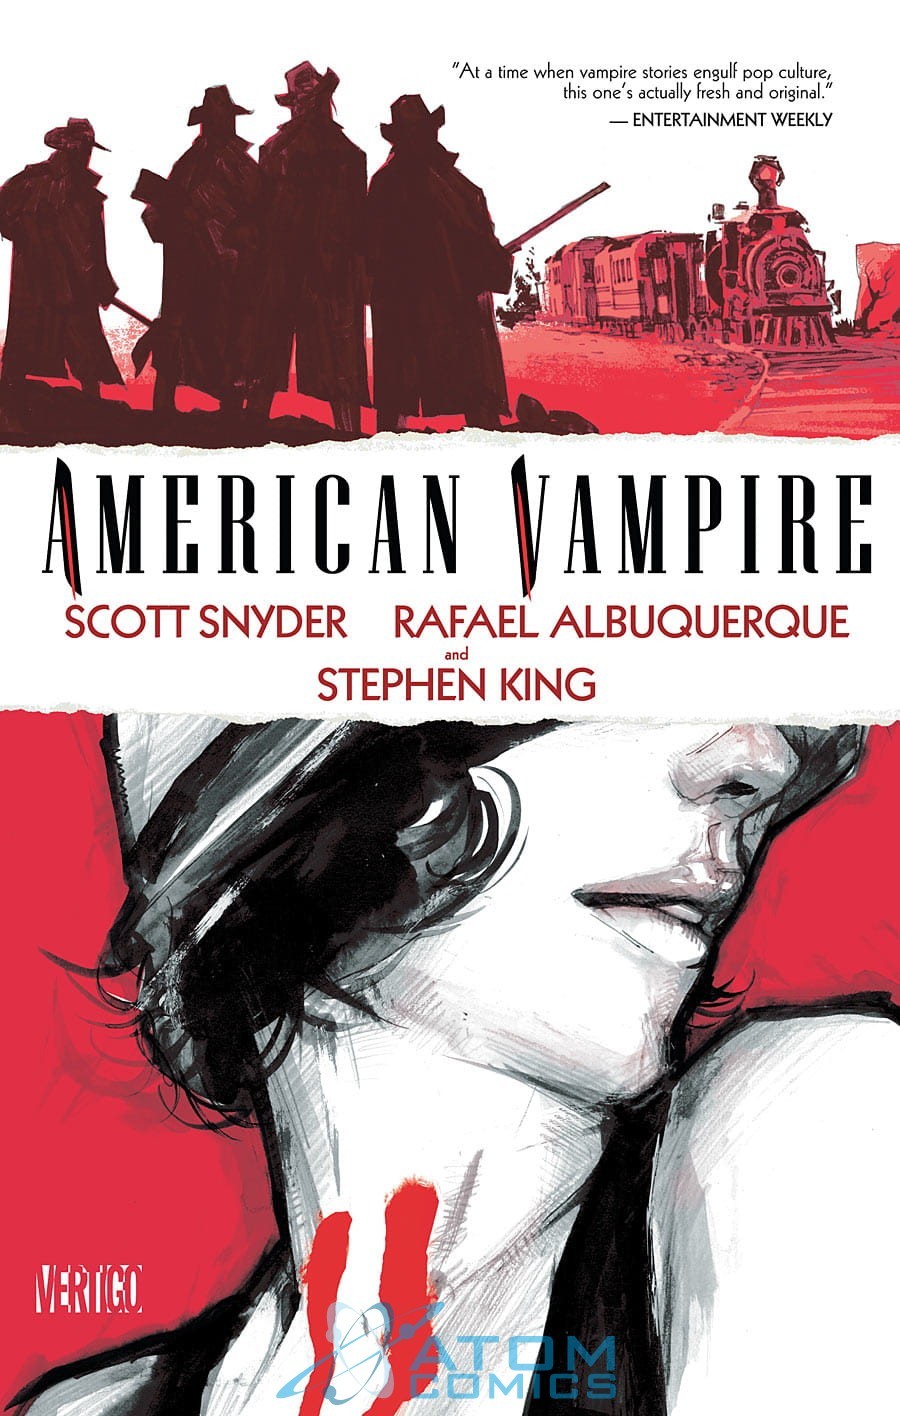 "At a time when vampire stories engulf pop culture,
this one's actually fresh and original."
— ENTERTAINMENT WEEKLY
AMERICAN VAMPIRE
SCOTT SNYDER RAFAEL ALBUQUERQUE
and
STEPHEN KING
VERTIGO
ATOM
COMICS